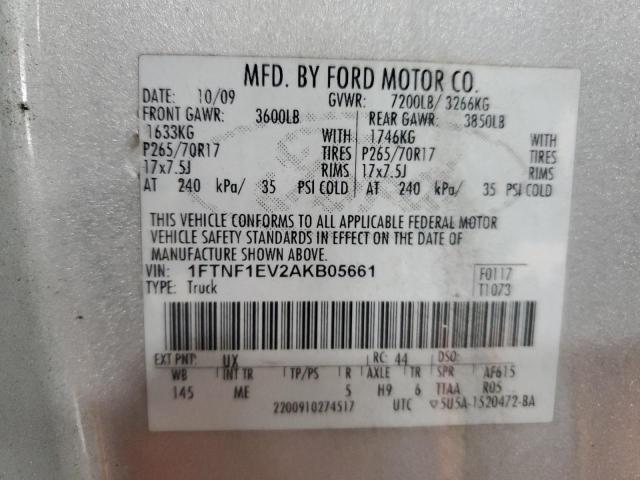 MFD. BY FORD MOTOR CO.
DATE: 10/09 GVWR: 7200LB/ 3266KG
FRONT GAWR: 3600LB REAR GAWR: 3850LB
1633KG WITH 1746KG WITH
P265/70R17 TIRES P265/70R17 TIRES
17x7.5J RIMS 17x7.5J RIMS
AT 240 kPa/ 35 PSI COLD AT 240 kPa/ 35 PSI COLD
THIS VEHICLE CONFORMS TO ALL APPLICABLE FEDERAL MOTOR
VEHICLE SAFETY STANDARDS IN EFFECT ON THE DATE OF
MANUFACTURE SHOWN ABOVE.
VIN: 1FTNF1EV2AKB05661 F0117
TYPE: Truck T1073
EXT PNT: UX RC: 44 DSO:
WB INT TR TP/PS R AXLE TR SPR AF615
145 ME 5 H9 6 TTAA R05
2200910274517 UTC ▽5U5A-1520472-BA